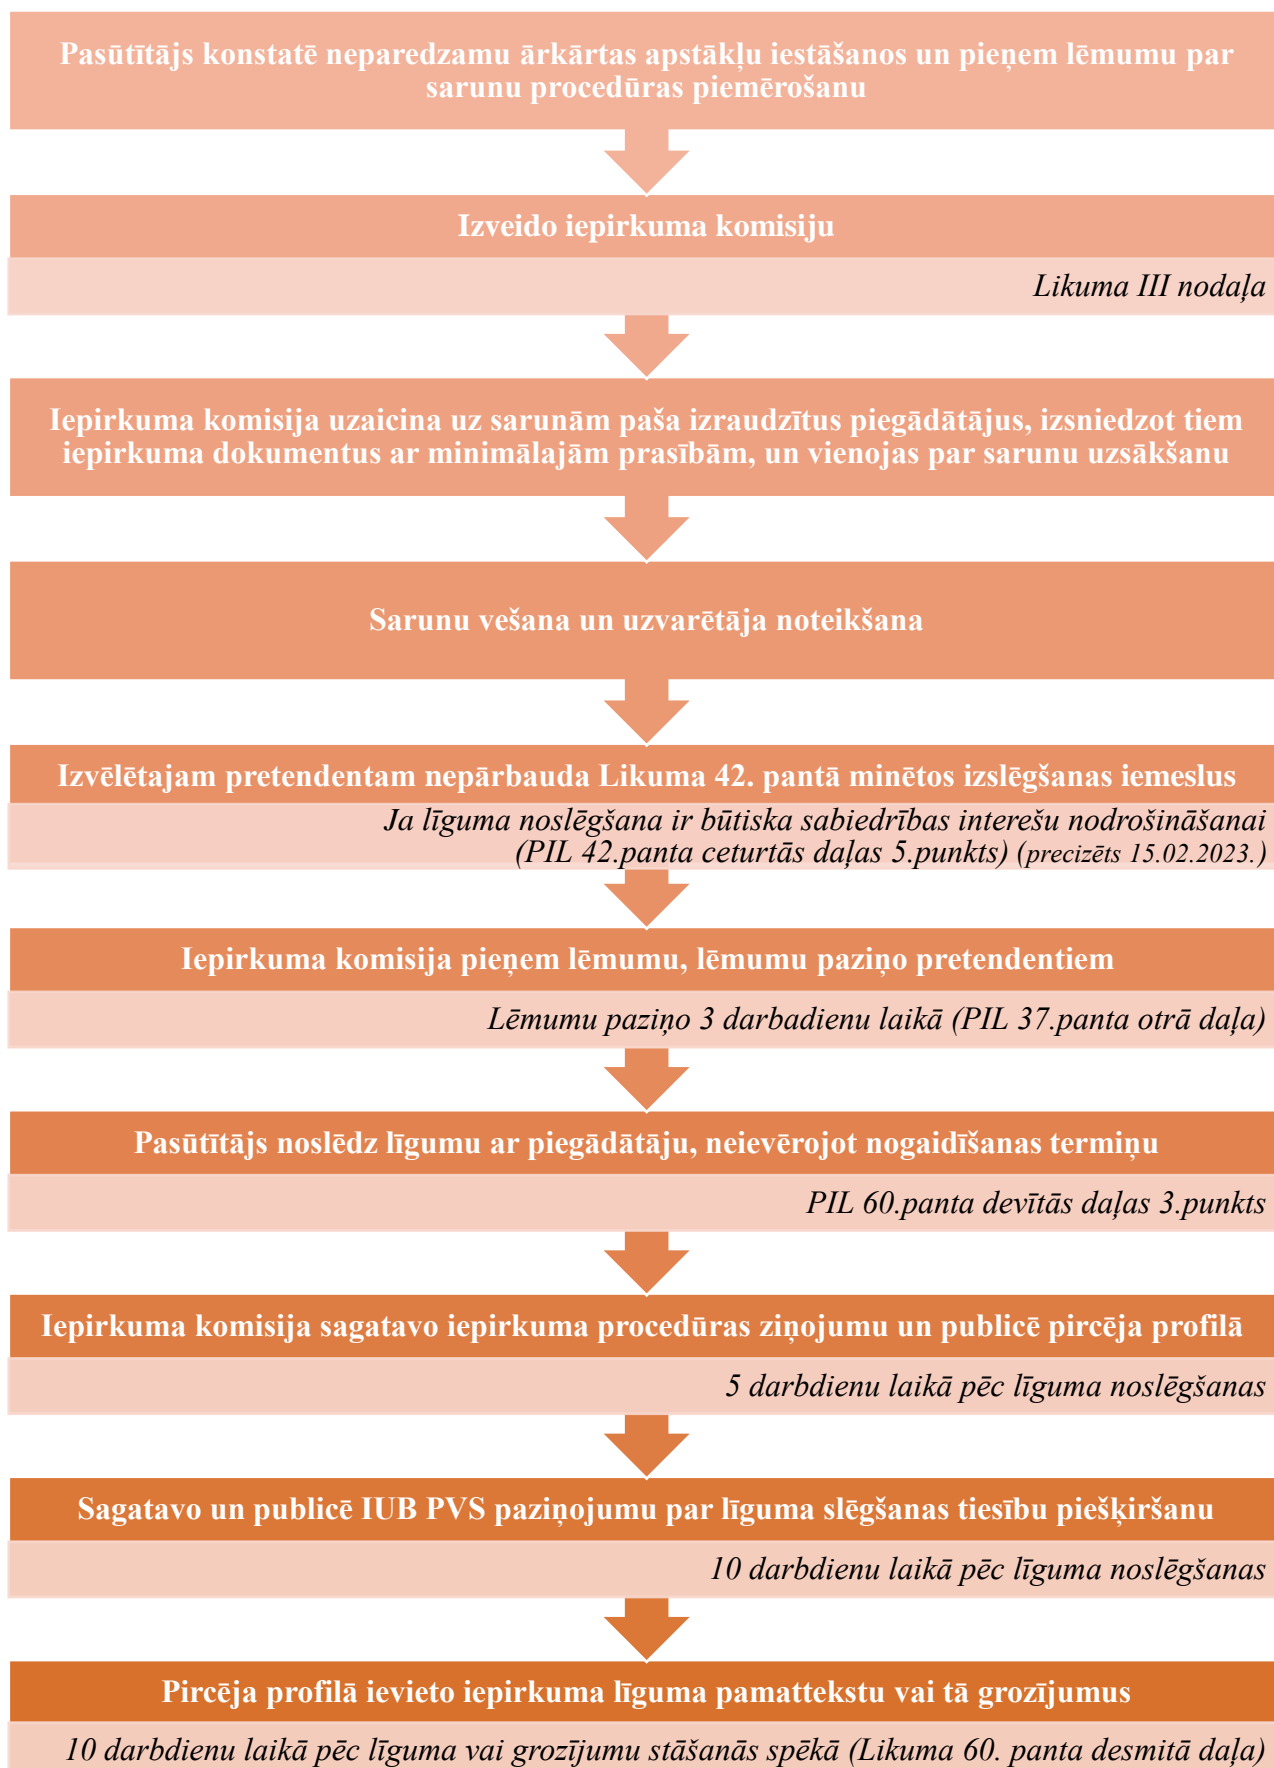 Pasūtītājs konstatē neparedzamu ārkārtas apstākļu iestāšanos un pieņem lēmumu par
sarunu procedūras piemērošanu
Izveido iepirkuma komisiju
Likuma III nodaļa
Iepirkuma komisija uzaicina uz sarunām paša izraudzītus piegādātājus, izsniedzot tiem
iepirkuma dokumentus ar minimālajām prasībām, un vienojas par sarunu uzsākšanu
Sarunu vešana un uzvarētāja noteikšana
Izvēlētajam pretendentam nepārbauda Likuma 42. pantā minētos izslēgšanas iemeslus
Ja līguma noslēgšana ir būtiska sabiedrības interešu nodrošināšanai
(PIL 42.panta ceturtās daļas 5.punkts) (precizēts 15.02.2023.)
Iepirkuma komisija pieņem lēmumu, lēmumu paziņo pretendentiem
Lēmumu paziņo 3 darbadienu laikā (PIL 37.panta otrā daļa)
Pasūtītājs noslēdz līgumu ar piegādātāju, neievērojot nogaidīšanas termiņu
PIL 60.panta devītās daļas 3.punkts
Iepirkuma komisija sagatavo iepirkuma procedūras ziņojumu un publicē pircēja profilā
5 darbdienu laikā pēc līguma noslēgšanas
Sagatavo un publicē IUB PVS paziņojumu par līguma slēgšanas tiesību piešķiršanu
10 darbdienu laikā pēc līguma noslēgšanas
Pircēja profilā ievieto iepirkuma līguma pamattekstu vai tā grozījumus
10 darbdienu laikā pēc līguma vai grozījumu stāšanās spēkā (Likuma 60. panta desmitā daļa)